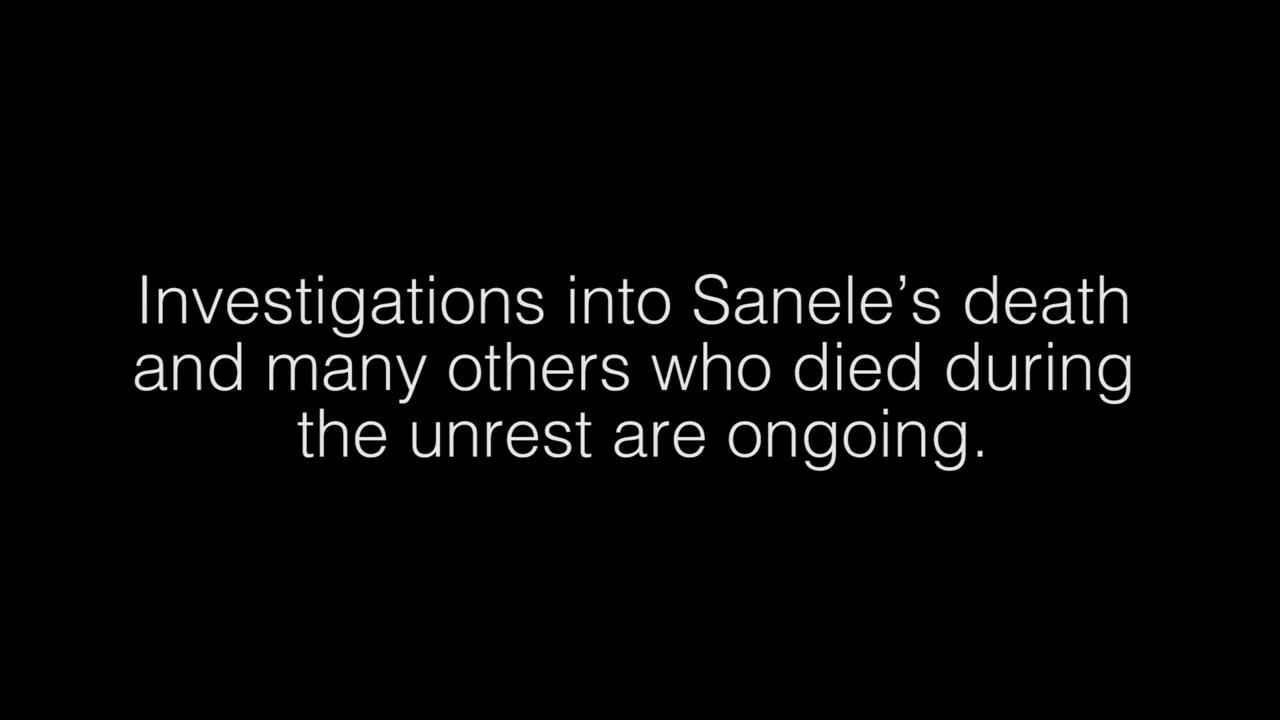 Investigations into Sanele’s death
and many others who died during
the unrest are ongoing.